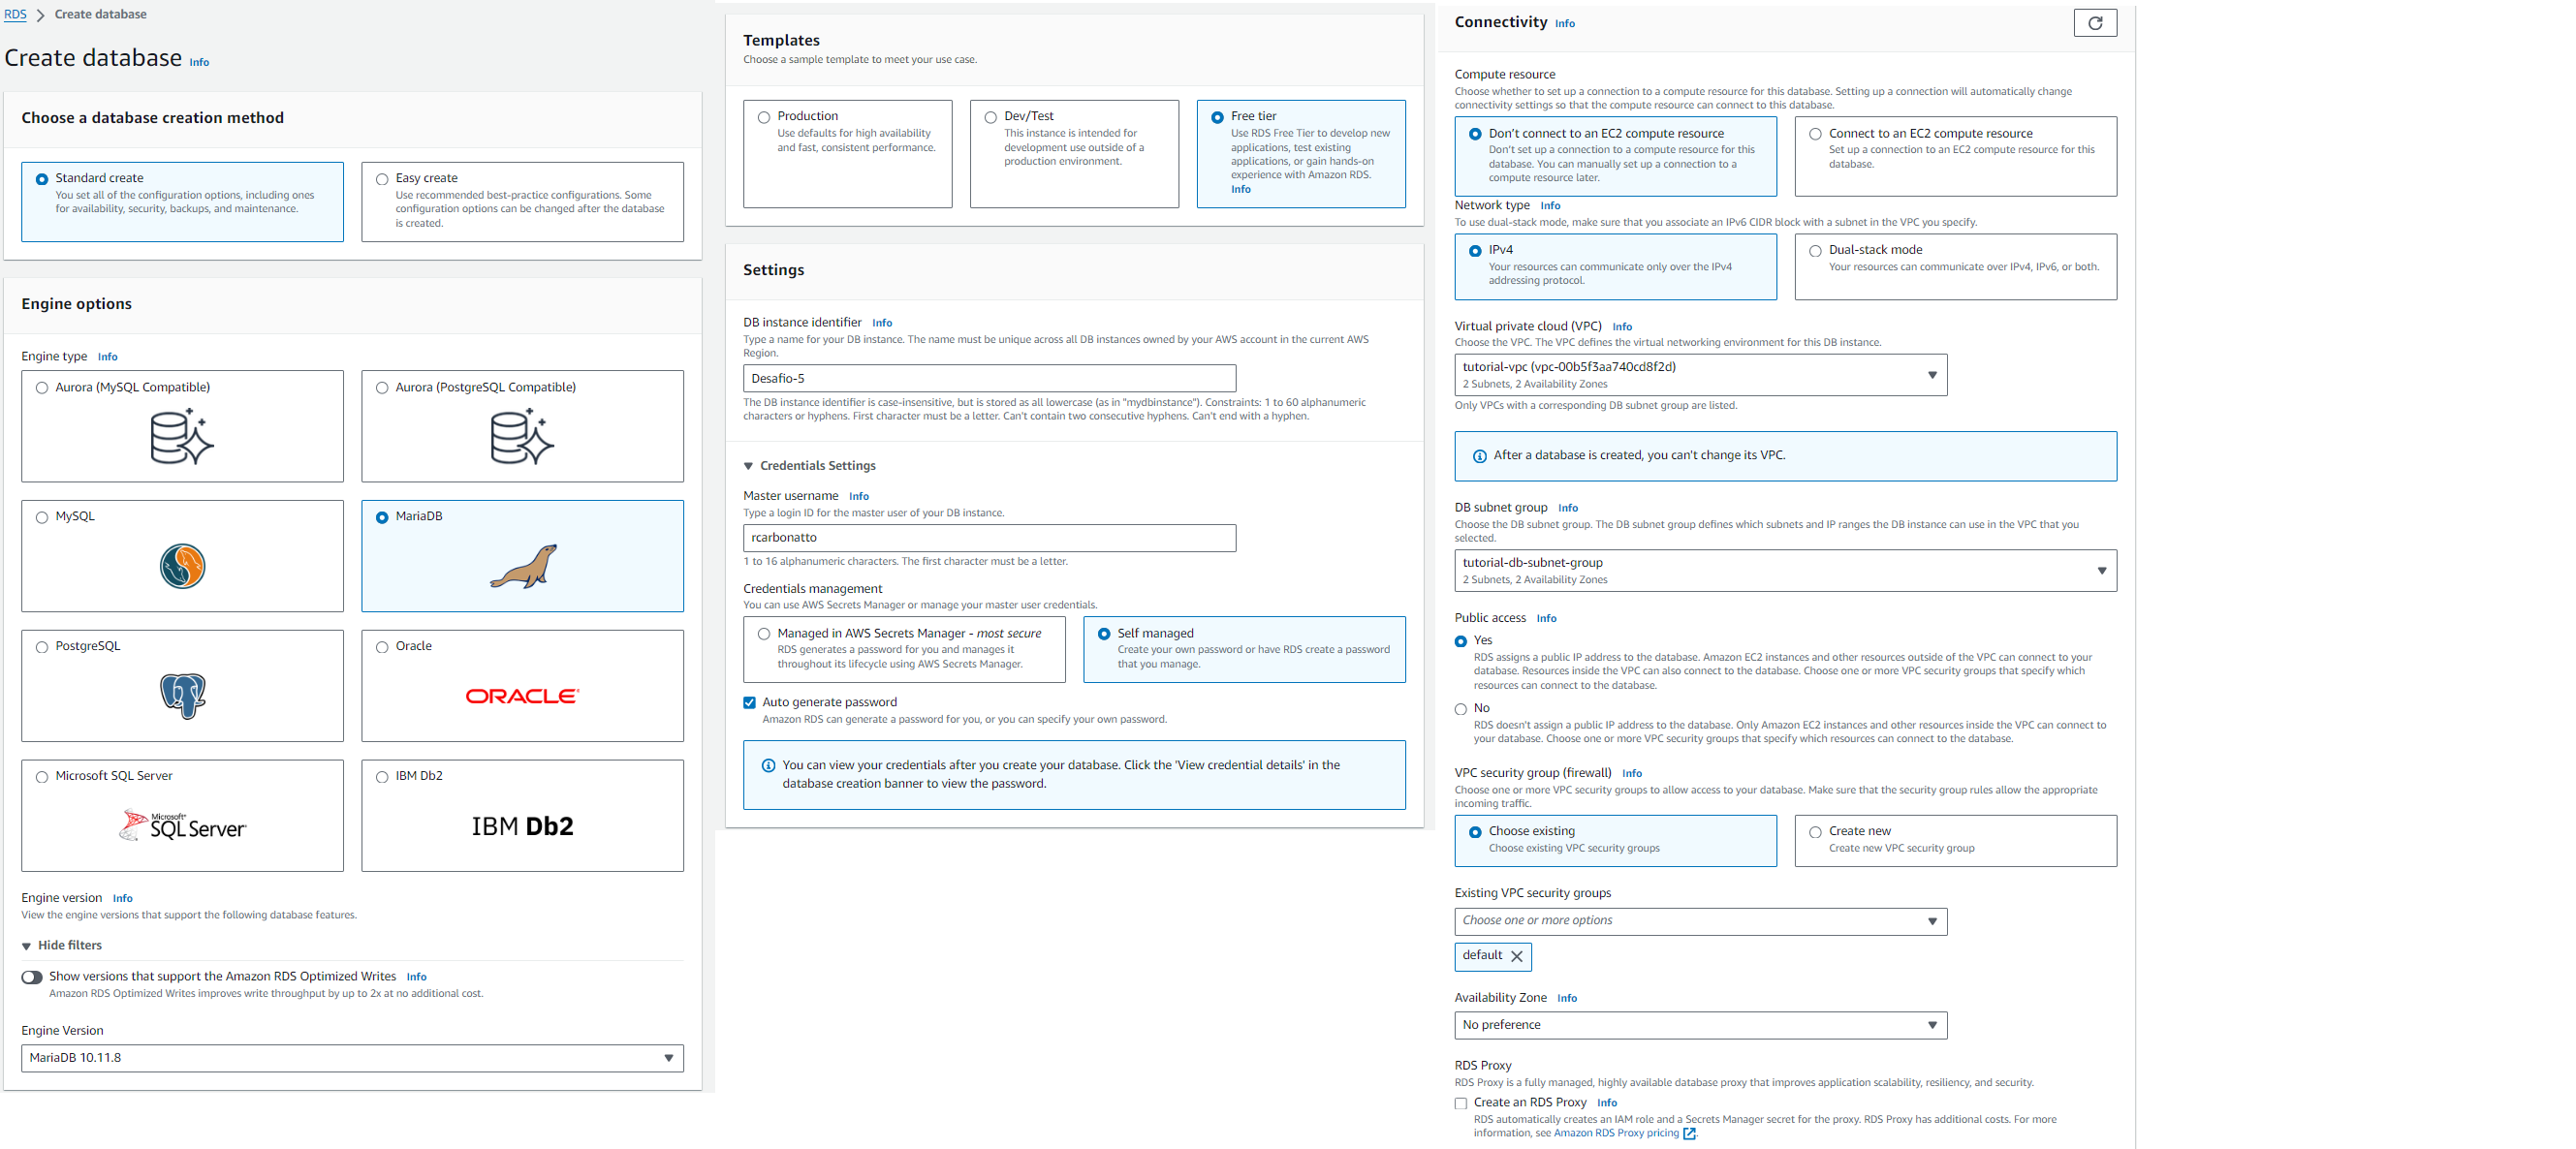 RDS > Create database
Create database Info
Choose a database creation method
Standard create
You set all of the configuration options, including ones
for availability, security, backups, and maintenance.
Easy create
Use recommended best-practice configurations. Some
configuration options can be changed after the database
is created.
Engine options
Engine type Info
Aurora (MySQL Compatible)
Aurora (PostgreSQL Compatible)
MySQL
MariaDB
PostgreSQL
Oracle
ORACLE
Microsoft SQL Server
Microsoft
SQL Server
IBM Db2
IBM Db2
Engine version Info
View the engine versions that support the following database features.
Hide filters
Show versions that support the Amazon RDS Optimized Writes Info
Amazon RDS Optimized Writes improves write throughput by up to 2x at no additional cost.
Engine Version
MariaDB 10.11.8
Templates
Choose a sample template to meet your use case.
Production
Use defaults for high availability
and fast, consistent performance.
Dev/Test
This instance is intended for
development use outside of a
production environment.
Free tier
Use RDS Free Tier to develop new
applications, test existing
applications, or gain hands-on
experience with Amazon RDS.
Info
Settings
DB instance identifier Info
Type a name for your DB instance. The name must be unique across all DB instances owned by your AWS account in the current AWS
Region.
Desafio-5
The DB instance identifier is case-insensitive, but is stored as all lowercase (as in "mydbinstance"). Constraints: 1 to 60 alphanumeric
characters or hyphens. First character must be a letter. Can't contain two consecutive hyphens. Can't end with a hyphen.
Credentials Settings
Master username Info
Type a login ID for the master user of your DB instance.
rcarbonatto
1 to 16 alphanumeric characters. The first character must be a letter.
Credentials management
You can use AWS Secrets Manager or manage your master user credentials.
Managed in AWS Secrets Manager - most secure
RDS generates a password for you and manages it
throughout its lifecycle using AWS Secrets Manager.
Self managed
Create your own password or have RDS create a password
that you manage.
Auto generate password
Amazon RDS can generate a password for you, or you can specify your own password.
You can view your credentials after you create your database. Click the 'View credential details' in the
database creation banner to view the password.
Connectivity Info
Compute resource
Choose whether to set up a connection to a compute resource for this database. Setting up a connection will automatically change
connectivity settings so that the compute resource can connect to this database.
Don't connect to an EC2 compute resource
Don't set up a connection to a compute resource for this
database. You can manually set up a connection to a
compute resource later.
Connect to an EC2 compute resource
Set up a connection to an EC2 compute resource for this
database.
Network type Info
To use dual-stack mode, make sure that you associate an IPv6 CIDR block with a subnet in the VPC you specify.
IPv4
Your resources can communicate only over the IPv4
addressing protocol.
Dual-stack mode
Your resources can communicate over IPv4, IPv6, or both.
Virtual private cloud (VPC) Info
Choose the VPC. The VPC defines the virtual networking environment for this DB instance.
tutorial-vpc (vpc-00b5f3aa740cd8f2d)
2 Subnets, 2 Availability Zones
Only VPCs with a corresponding DB subnet group are listed.
After a database is created, you can't change its VPC.
DB subnet group Info
Choose the DB subnet group. The DB subnet group defines which subnets and IP ranges the DB instance can use in the VPC that you
selected.
tutorial-db-subnet-group
2 Subnets, 2 Availability Zones
Public access Info
Yes
RDS assigns a public IP address to the database. Amazon EC2 instances and other resources outside of the VPC can connect to your
database. Resources inside the VPC can also connect to the database. Choose one or more VPC security groups that specify which
resources can connect to the database.
No
RDS doesn't assign a public IP address to the database. Only Amazon EC2 instances and other resources inside the VPC can connect to
your database. Choose one or more VPC security groups that specify which resources can connect to the database.
VPC security group (firewall) Info
Choose one or more VPC security groups to allow access to your database. Make sure that the security group rules allow the appropriate
incoming traffic.
Choose existing
Choose existing VPC security groups
Create new
Create new VPC security group
Existing VPC security groups
Choose one or more options
default
Availability Zone Info
No preference
RDS Proxy
RDS Proxy is a fully managed, highly available database proxy that improves application scalability, resiliency, and security.
Create an RDS Proxy Info
RDS automatically creates an IAM role and a Secrets Manager secret for the proxy. RDS Proxy has additional costs. For more
information, see Amazon RDS Proxy pricing.